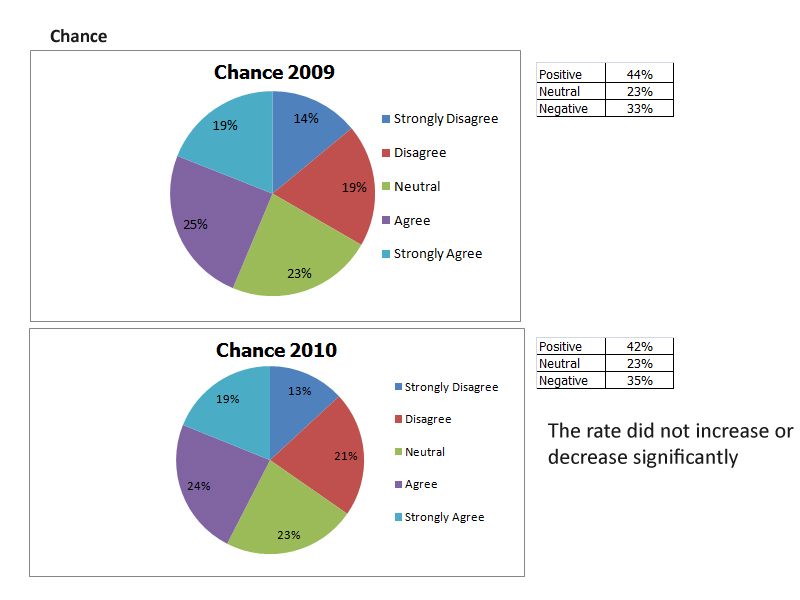 Chance
Chance 2009
14%
19%
23%
25%
19%
Strongly Disagree
Disagree
Neutral
Agree
Strongly Agree
Positive 44%
Neutral 23%
Negative 33%
Chance 2010
13%
21%
23%
24%
19%
Strongly Disagree
Disagree
Neutral
Agree
Strongly Agree
Positive 42%
Neutral 23%
Negative 35%
The rate did not increase or
decrease significantly